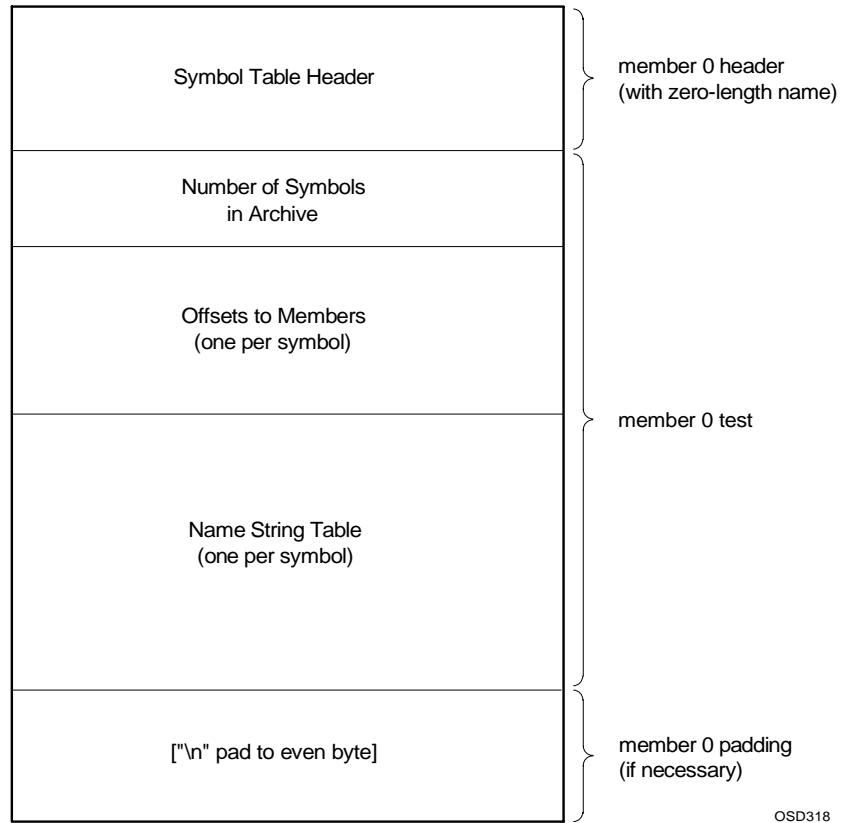 Symbol Table Header
member 0 header
(with zero-length name)
Number of Symbols
in Archive
Offsets to Members
(one per symbol)
member 0 test
Name String Table
(one per symbol)
["\n" pad to even byte]
member 0 padding
(if necessary)
OSD318